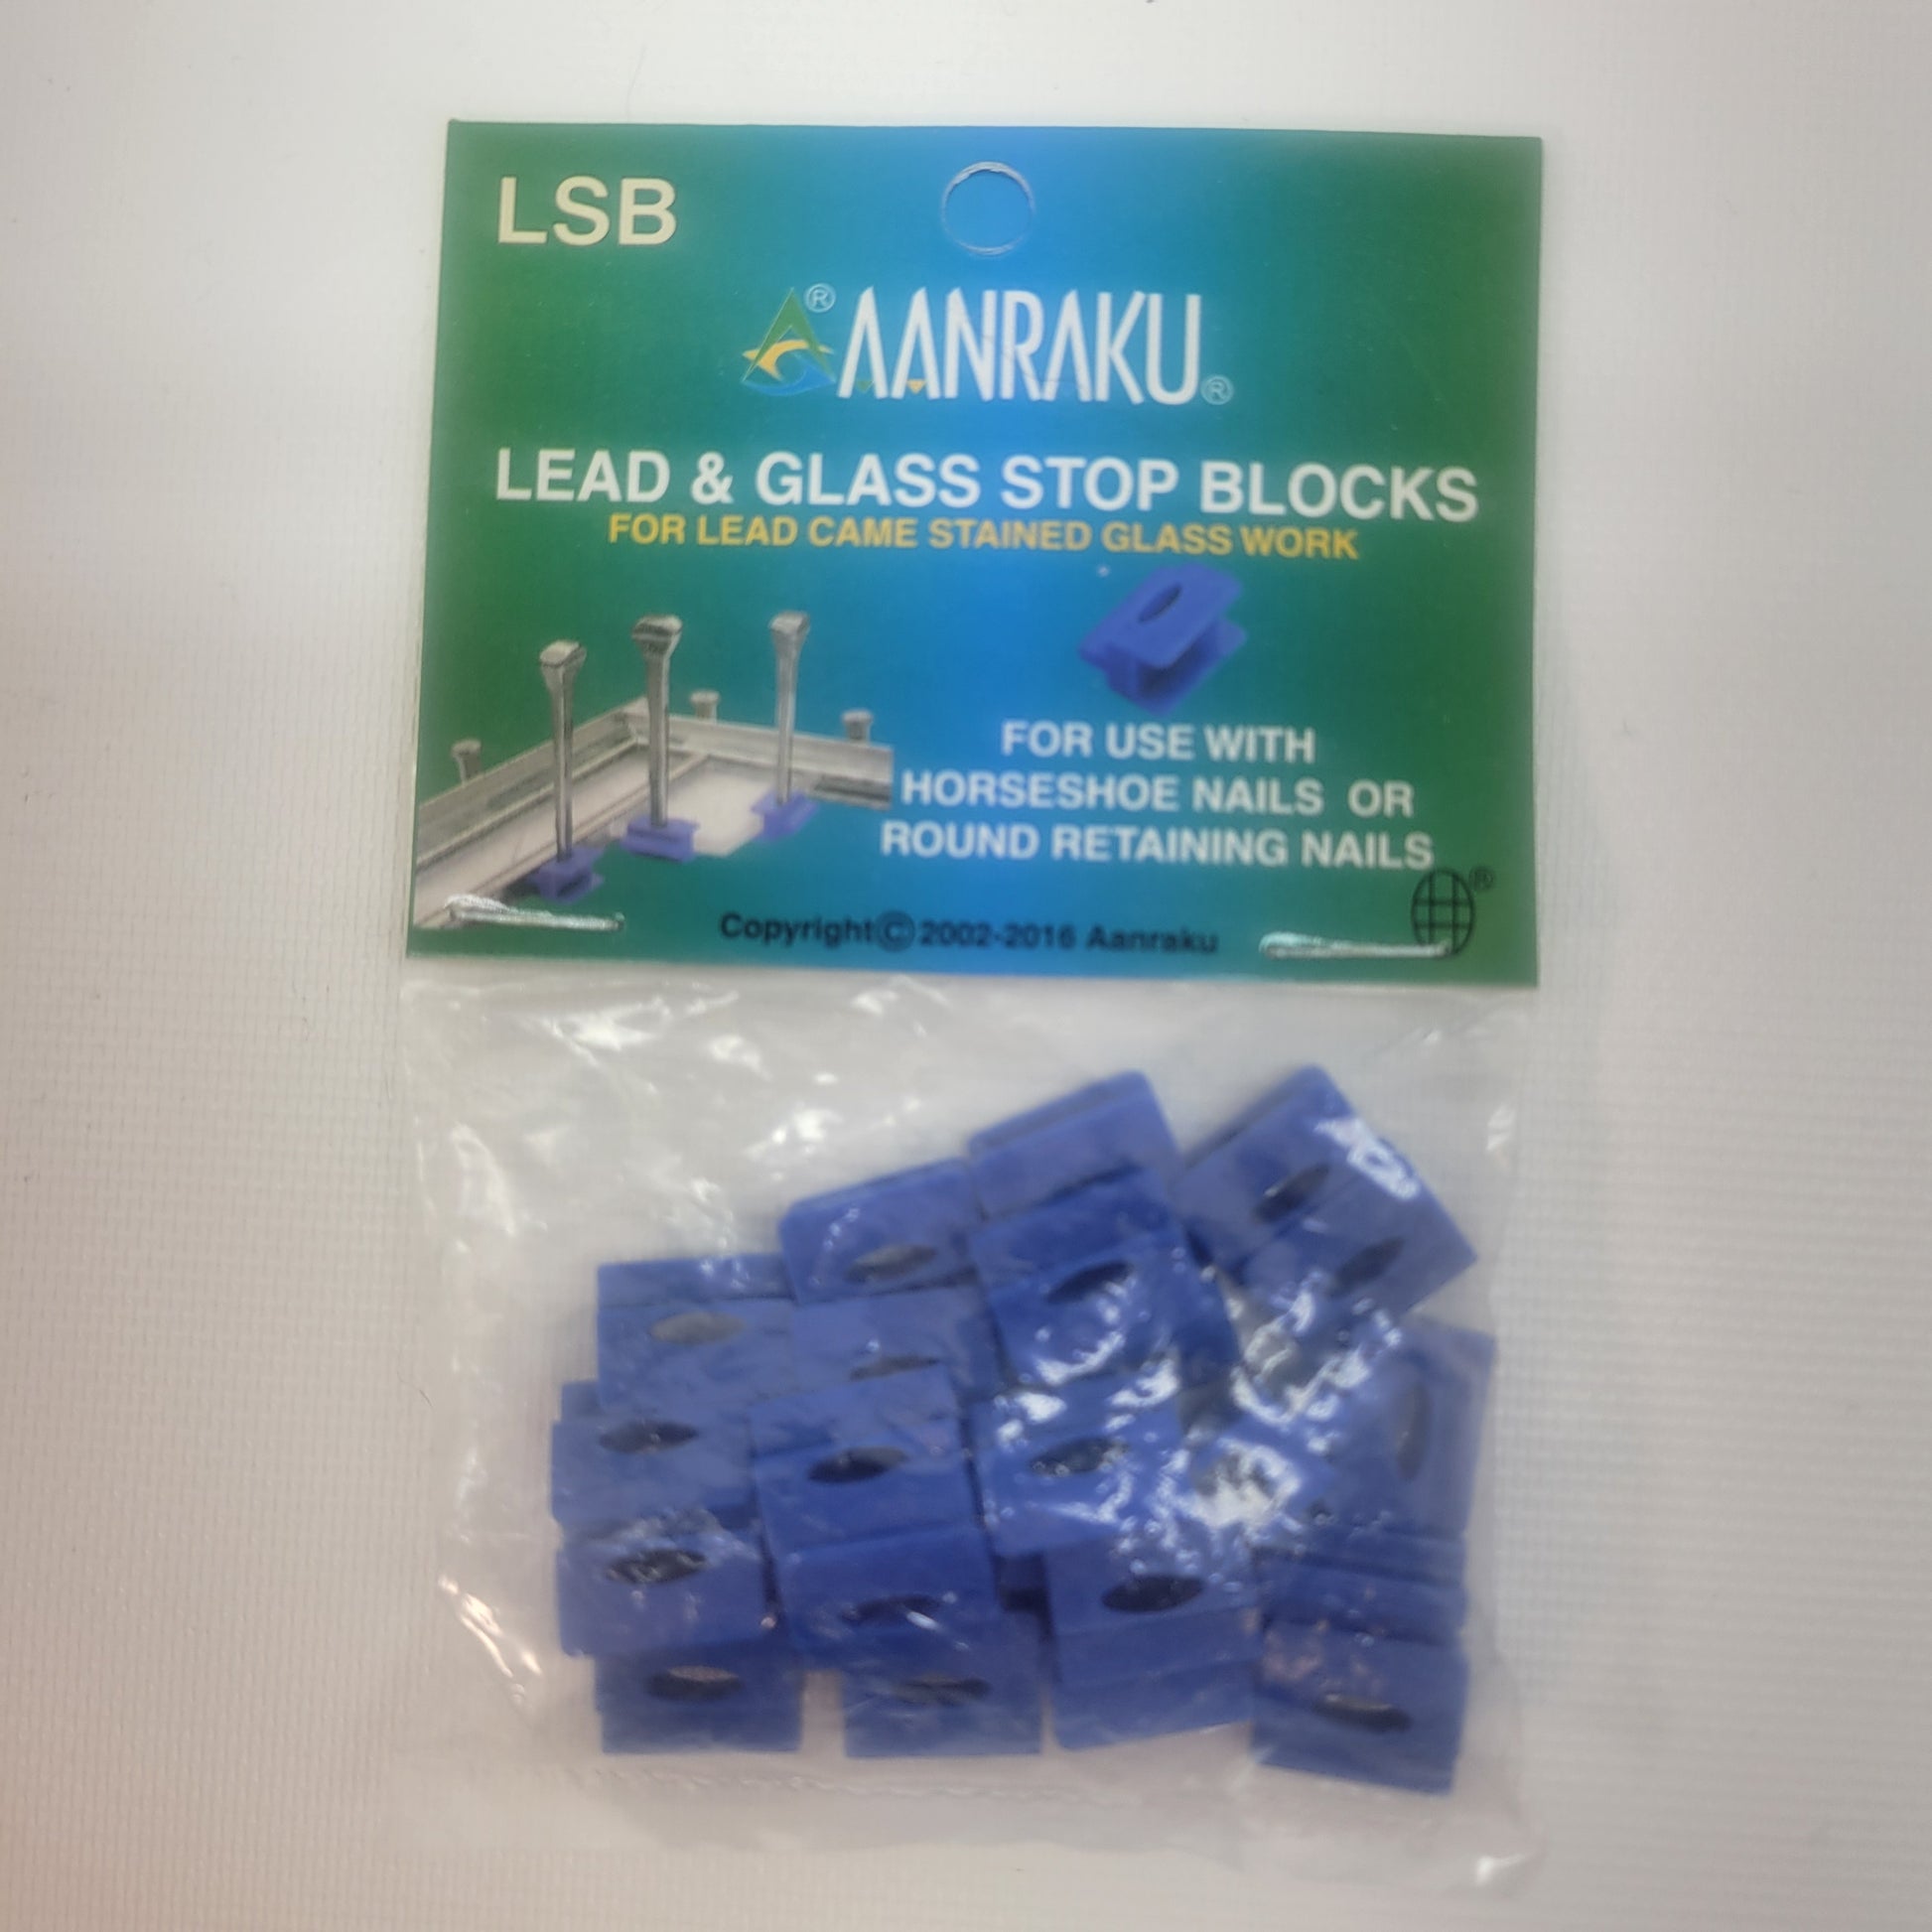 LSB
® AANRAKU®
LEAD & GLASS STOP BLOCKS
FOR LEAD CAME STAINED GLASS WORK
FOR USE WITH
HORSESHOE NAILS OR
ROUND RETAINING NAILS
®
Copyright© 2002-2016 Aanraku